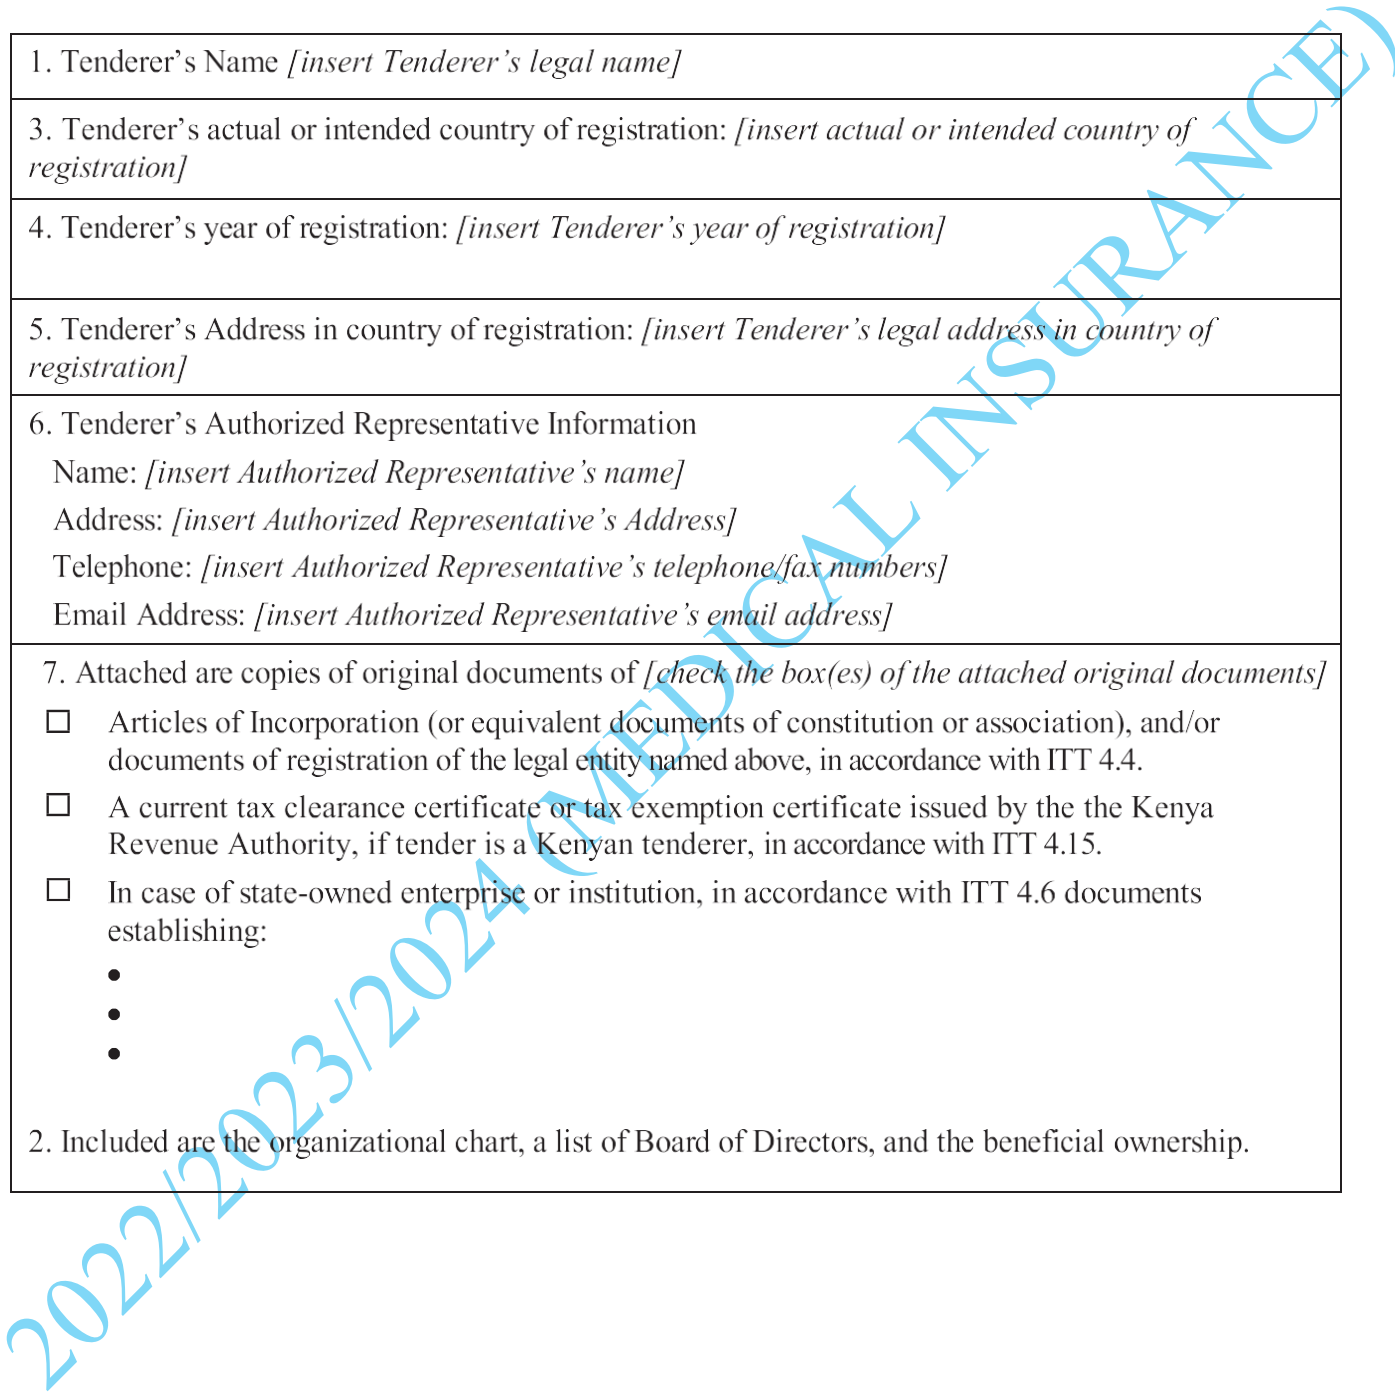 1. Tenderer’s Name [insert Tenderer’s legal name]
3. Tenderer’s actual or intended country of registration: [insert actual or intended country of
registration]
4. Tenderer’s year of registration: [insert Tenderer’s year of registration]
5. Tenderer’s Address in country of registration: [insert Tenderer’s legal address in country of
registration]
6. Tenderer’s Authorized Representative Information
Name: [insert Authorized Representative’s name]
Address: [insert Authorized Representative’s Address]
Telephone: [insert Authorized Representative’s telephone/fax numbers]
Email Address: [insert Authorized Representative’s email address]
7. Attached are copies of original documents of [check the box(es) of the attached original documents]
☐ Articles of Incorporation (or equivalent documents of constitution or association), and/or
documents of registration of the legal entity named above, in accordance with ITT 4.4.
☐ A current tax clearance certificate or tax exemption certificate issued by the the Kenya
Revenue Authority, if tender is a Kenyan tenderer, in accordance with ITT 4.15.
☐ In case of state-owned enterprise or institution, in accordance with ITT 4.6 documents
establishing:
•
•
•
2. Included are the organizational chart, a list of Board of Directors, and the beneficial ownership.
2022/2023/2024 (MEDICAL INSURANCE)